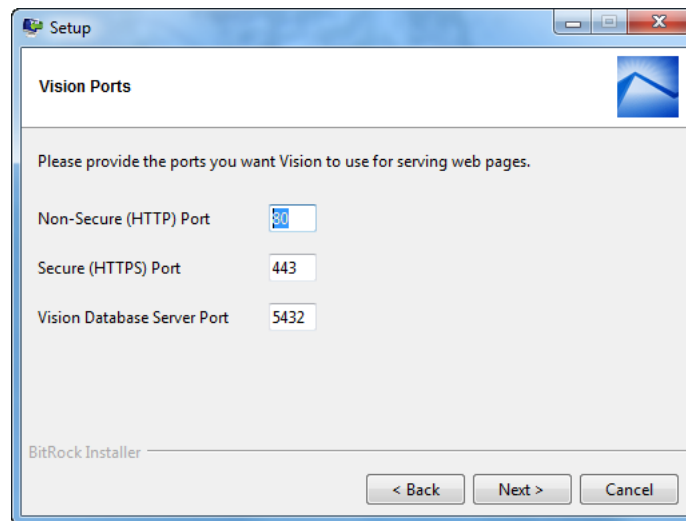 Setup
Vision Ports
Please provide the ports you want Vision to use for serving web pages.
Non-Secure (HTTP) Port 80
Secure (HTTPS) Port 443
Vision Database Server Port 5432
BitRock Installer
< Back Next > Cancel